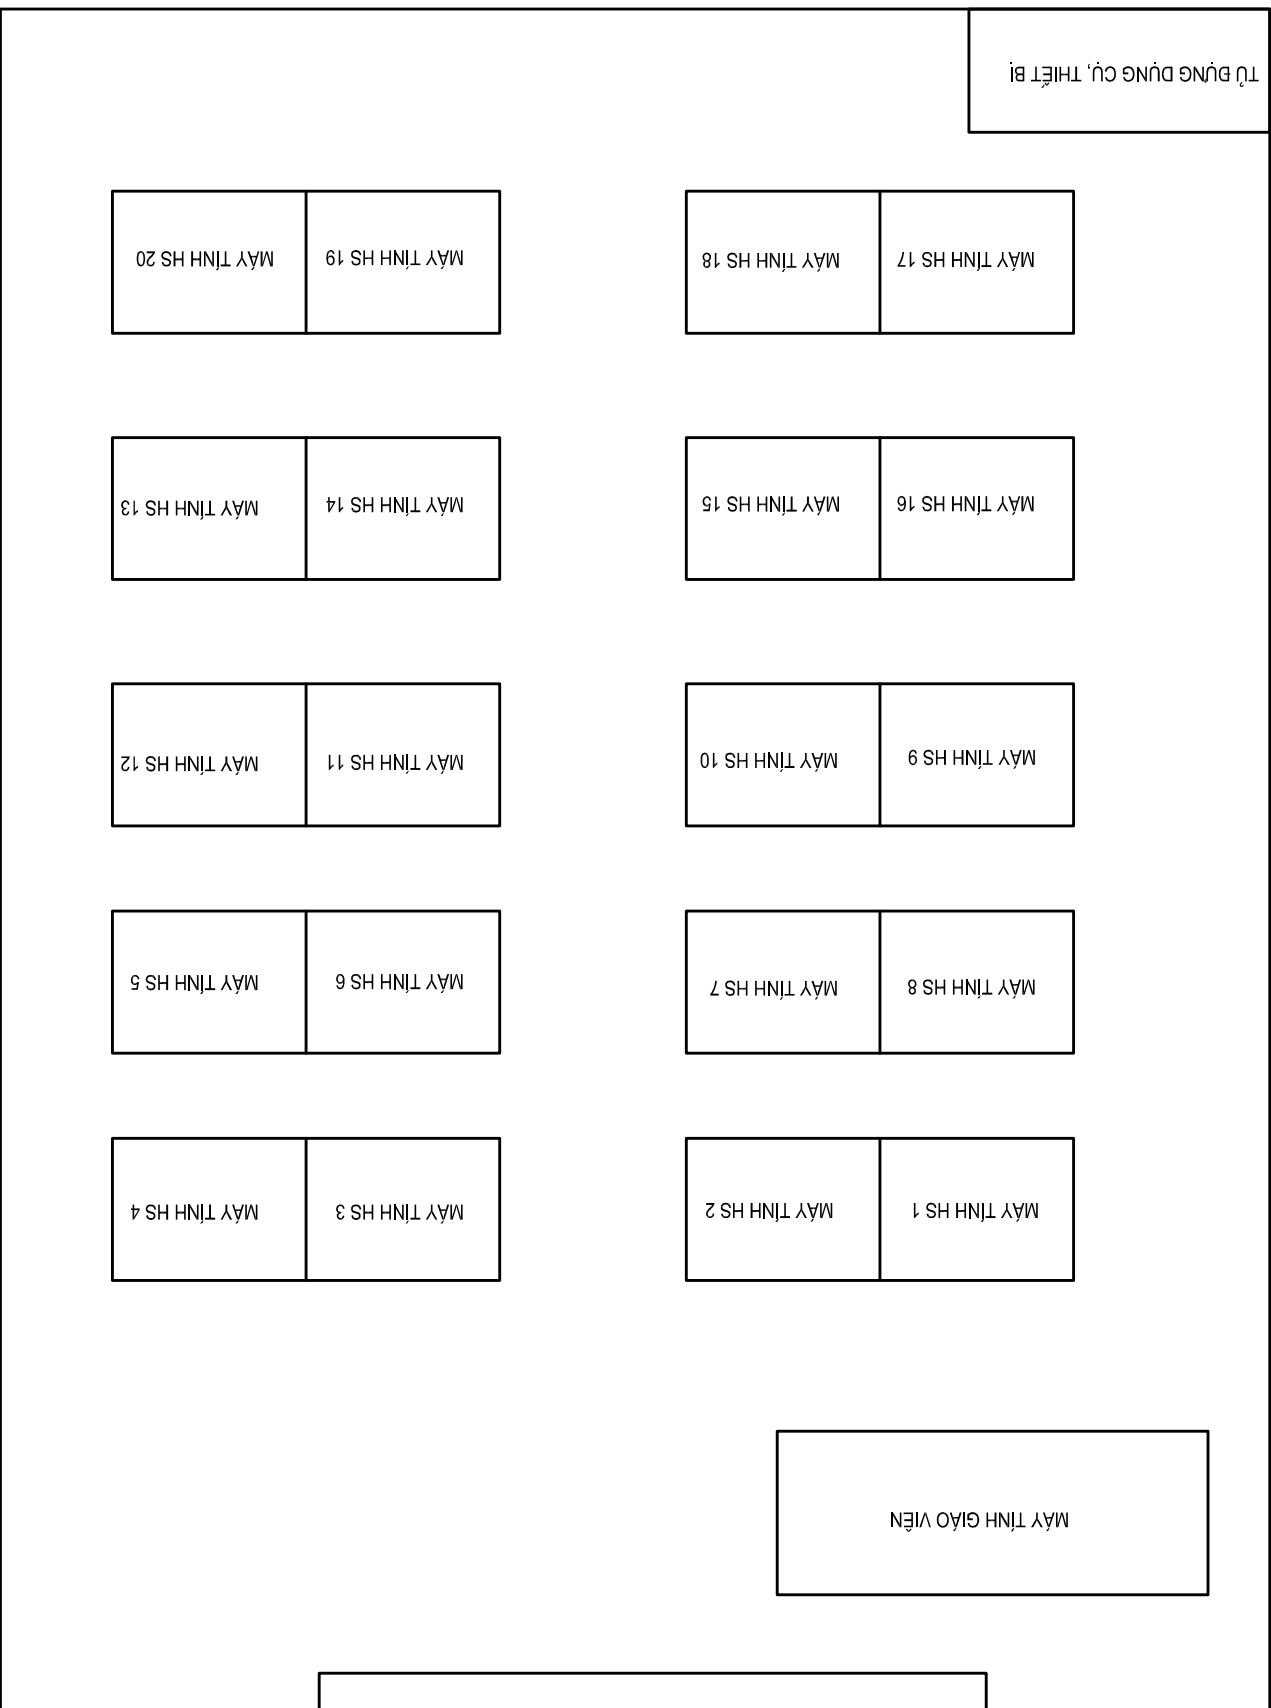 MÁY TÍNH GIÁO VIÊN
MÁY TÍNH HS 1
MÁY TÍNH HS 2
MÁY TÍNH HS 3
MÁY TÍNH HS 4
MÁY TÍNH HS 8
MÁY TÍNH HS 7
MÁY TÍNH HS 6
MÁY TÍNH HS 5
MÁY TÍNH HS 9
MÁY TÍNH HS 10
MÁY TÍNH HS 11
MÁY TÍNH HS 12
MÁY TÍNH HS 16
MÁY TÍNH HS 15
MÁY TÍNH HS 14
MÁY TÍNH HS 13
MÁY TÍNH HS 17
MÁY TÍNH HS 18
MÁY TÍNH HS 19
MÁY TÍNH HS 20
TỦ ĐỰNG DỤNG CỤ, THIẾT BỊ